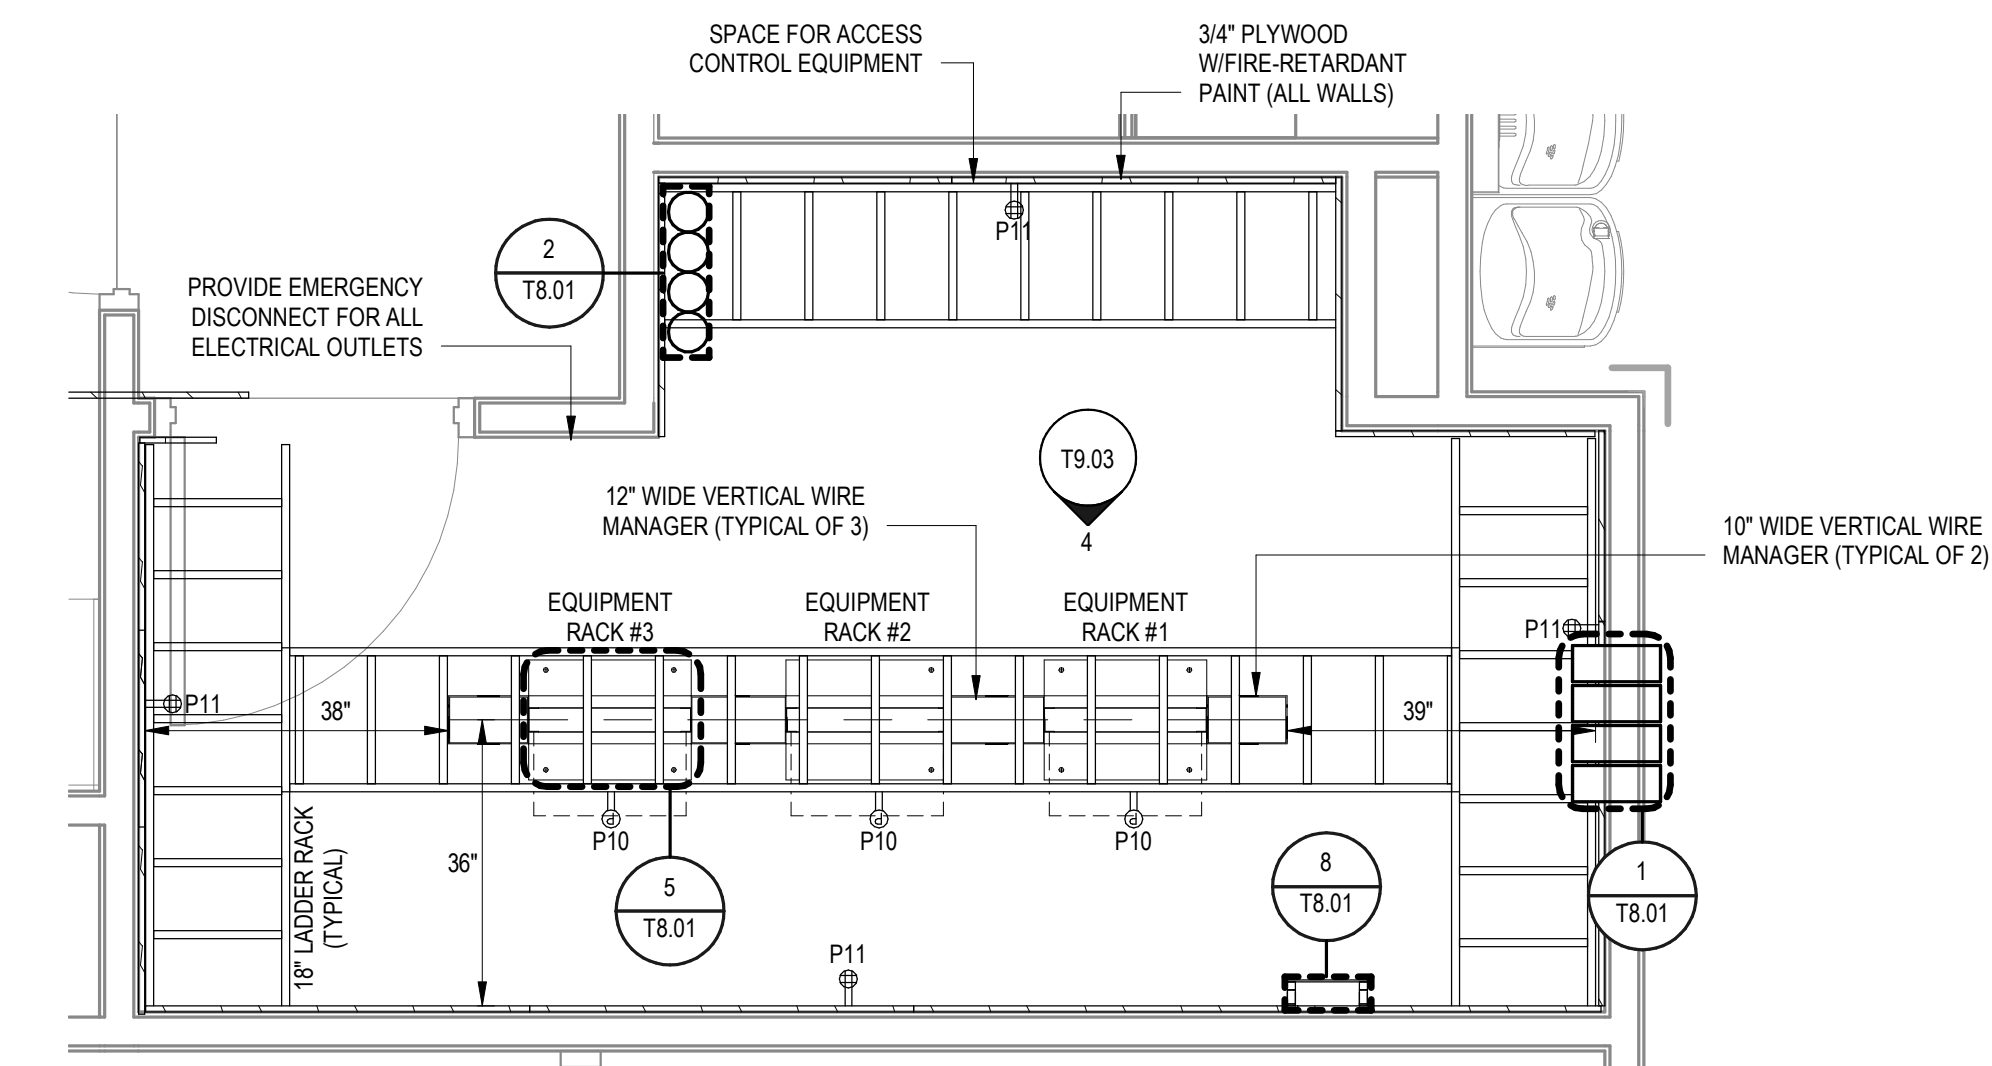 SPACE FOR ACCESS
CONTROL EQUIPMENT
3/4" PLYWOOD
W/FIRE-RETARDANT
PAINT (ALL WALLS)
P11
2
T8.01
PROVIDE EMERGENCY
DISCONNECT FOR ALL
ELECTRICAL OUTLETS
T9.03
4
12" WIDE VERTICAL WIRE
MANAGER (TYPICAL OF 3)
10" WIDE VERTICAL WIRE
MANAGER (TYPICAL OF 2)
EQUIPMENT
RACK #3
EQUIPMENT
RACK #2
EQUIPMENT
RACK #1
P11
P11
38"
39"
P10
P10
P10
36"
18" LADDER RACK
(TYPICAL)
5
T8.01
8
T8.01
1
T8.01
P11